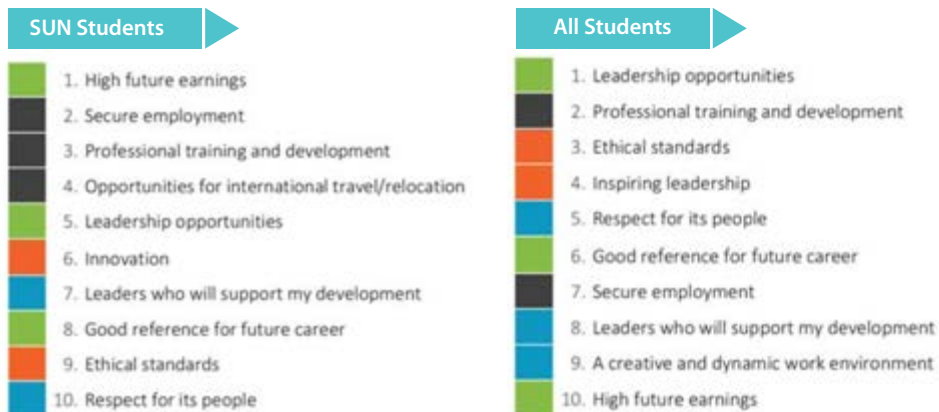 SUN Students
1. High future earnings
2. Secure employment
3. Professional training and development
4. Opportunities for international travel/relocation
5. Leadership opportunities
6. Innovation
7. Leaders who will support my development
8. Good reference for future career
9. Ethical standards
10. Respect for its people
All Students
1. Leadership opportunities
2. Professional training and development
3. Ethical standards
4. Inspiring leadership
5. Respect for its people
6. Good reference for future career
7. Secure employment
8. Leaders who will support my development
9. A creative and dynamic work environment
10. High future earnings